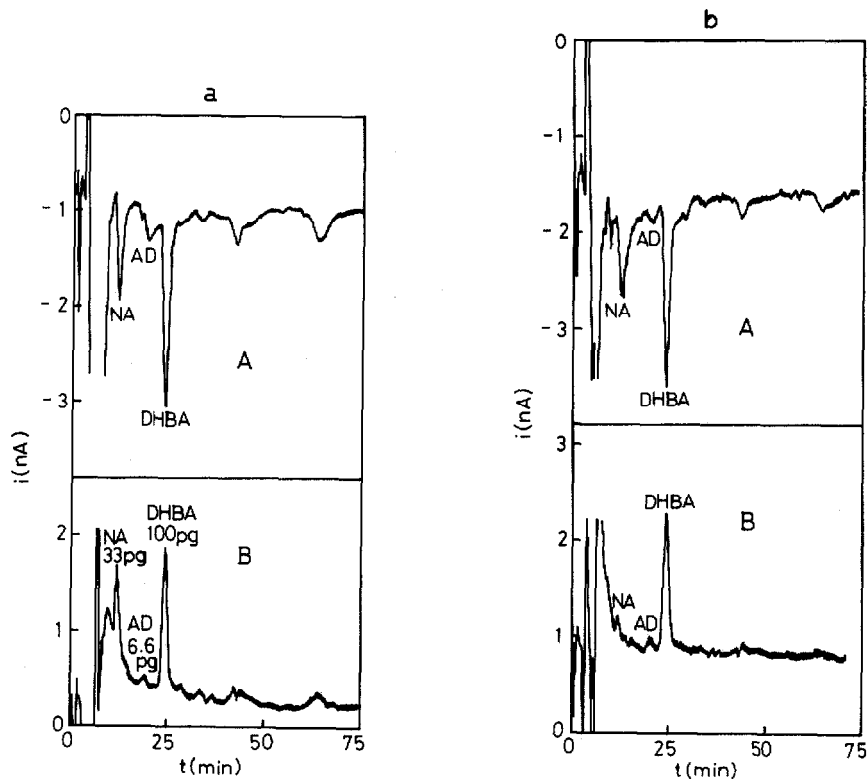 a
0
-1
-2
-3
i(nA)
AD
NA
A
DHBA
2
1
0
NA
33pg
DHBA
100pg
B
AD
6.6
pg
0 25 50 75
t(min)
b
0
-1
-2
-3
i(nA)
AD
NA
A
DHBA
3
2
1
0
DHBA
B
NA
AD
0 25 50 75
t(min)